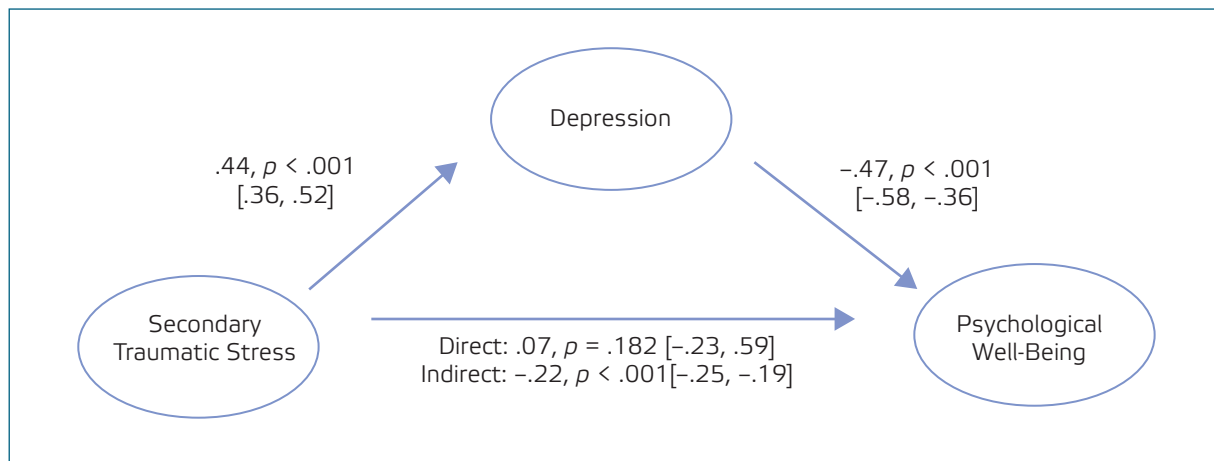 Depression
.44, p < .001
[.36, .52]
–.47, p < .001
[–.58, –.36]
Secondary
Traumatic Stress
Psychological
Well-Being
Direct: .07, p = .182 [–.23, .59]
Indirect: –.22, p < .001[–.25, –.19]